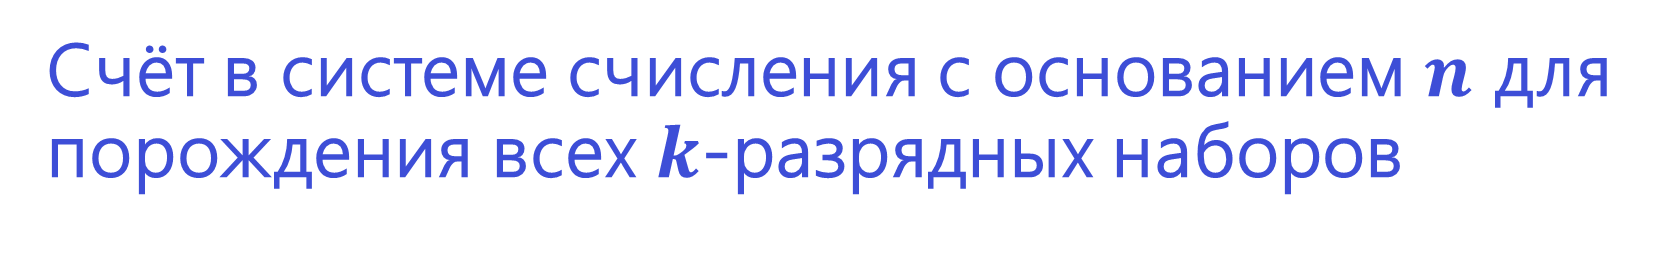 Счёт в системе счисления с основанием n для
порождения всех k-разрядных наборов